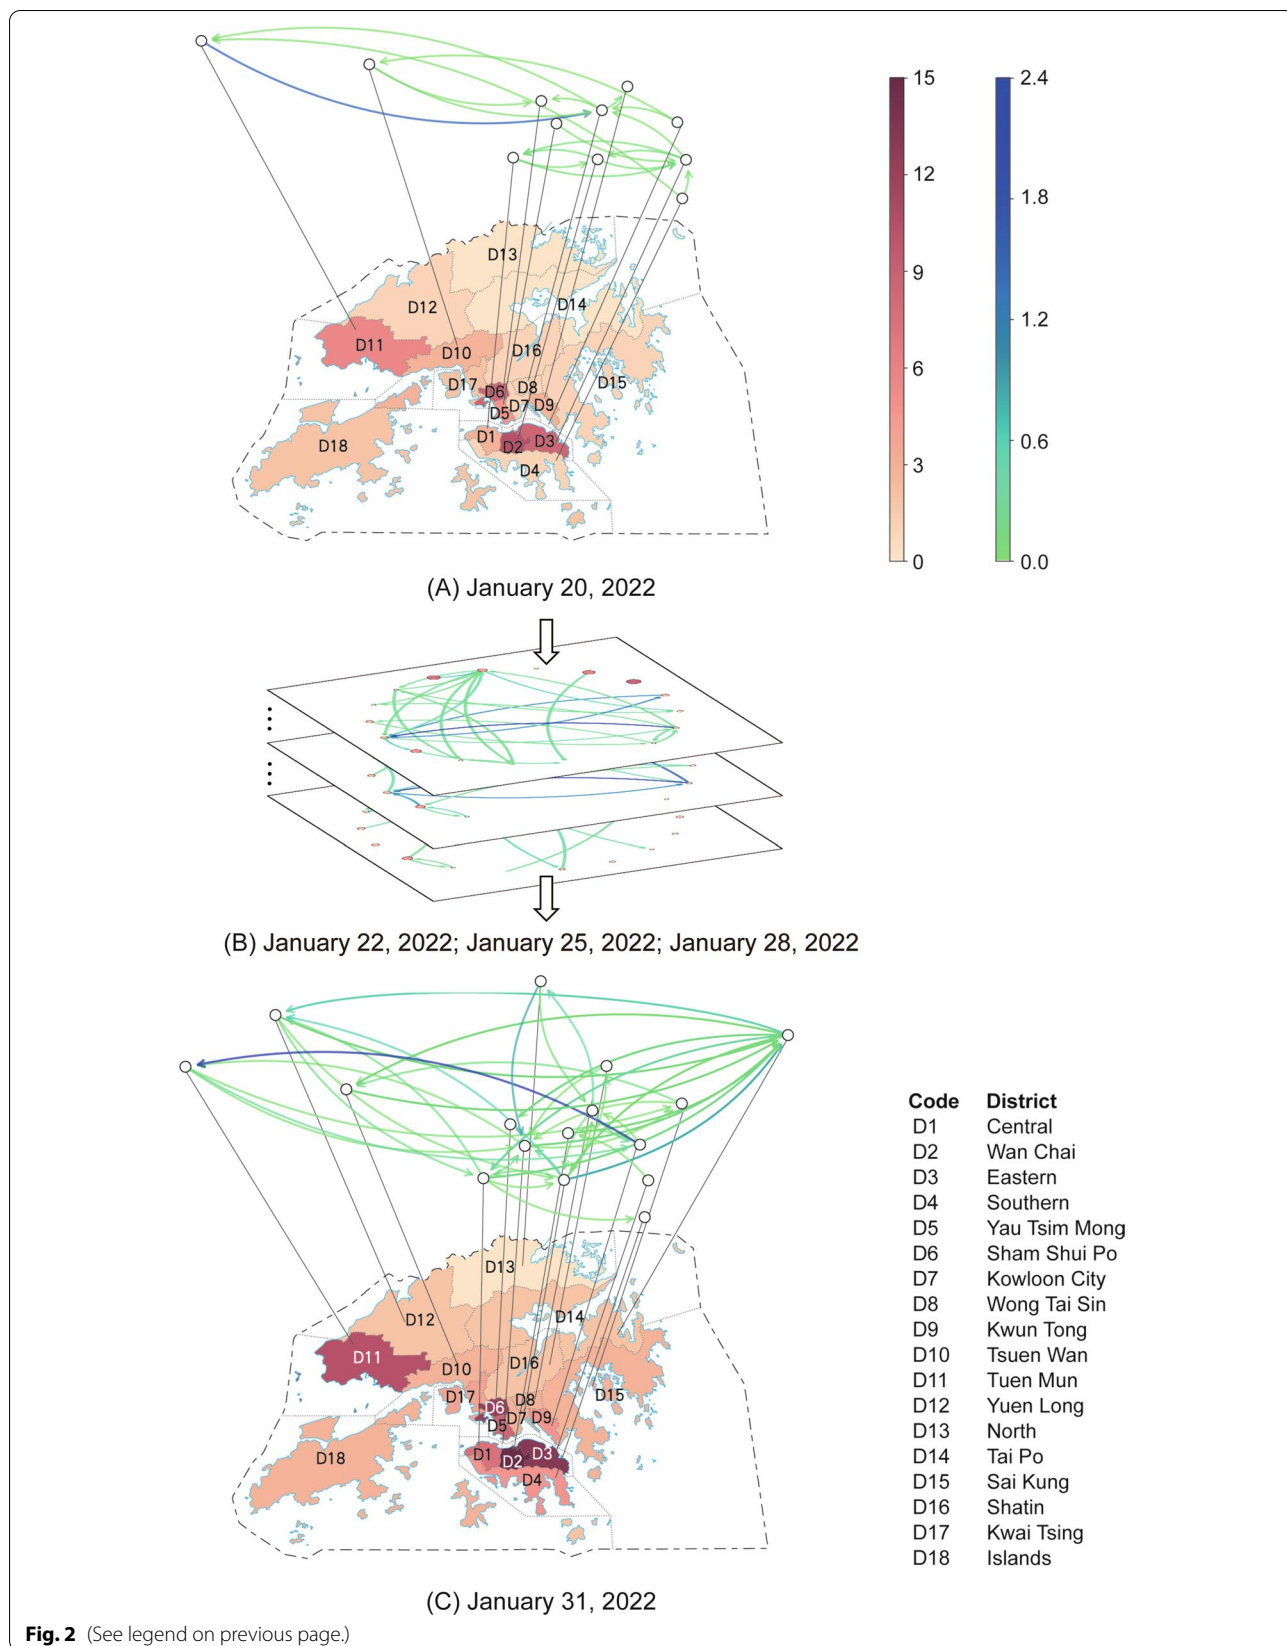 15
12
9
6
3
0
2.4
1.8
1.2
0.6
0.0
D13
D12
D14
D11
D10
D16
D17
D6
D8
D15
D5
D7
D9
D18
D1
D2
D3
D4
(A) January 20, 2022
(B) January 22, 2022; January 25, 2022; January 28, 2022
D13
D12
D14
D11
D10
D16
D17
D6
D8
D15
D5
D7
D9
D18
D1
D2
D3
D4
Code District
D1 Central
D2 Wan Chai
D3 Eastern
D4 Southern
D5 Yau Tsim Mong
D6 Sham Shui Po
D7 Kowloon City
D8 Wong Tai Sin
D9 Kwun Tong
D10 Tsuen Wan
D11 Tuen Mun
D12 Yuen Long
D13 North
D14 Tai Po
D15 Sai Kung
D16 Shatin
D17 Kwai Tsing
D18 Islands
(C) January 31, 2022
Fig. 2 (See legend on previous page.)